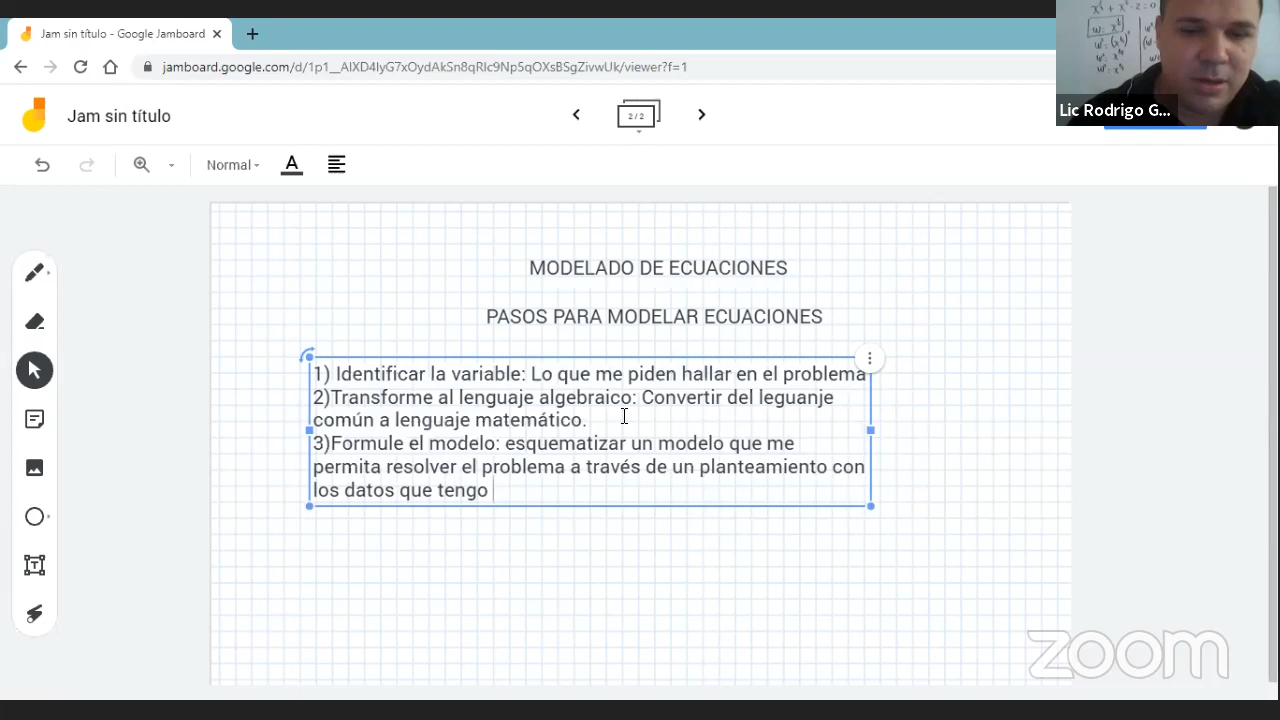 Jam sin título - Google Jamboard
jamboard.google.com/d/1p1__AlXD4lyG7xOydAkSn8qRlc9Np5qOXsBSgZivwUk/viewer?f=1
Lic Rodrigo G...
Jam sin título
2 / 2
Normal
MODELADO DE ECUACIONES
PASOS PARA MODELAR ECUACIONES
1) Identificar la variable: Lo que me piden hallar en el problema
2)Transforme al lenguaje algebraico: Convertir del leguanje
común a lenguaje matemático.
3)Formule el modelo: esquematizar un modelo que me
permita resolver el problema a través de un planteamiento con
los datos que tengo
zoom